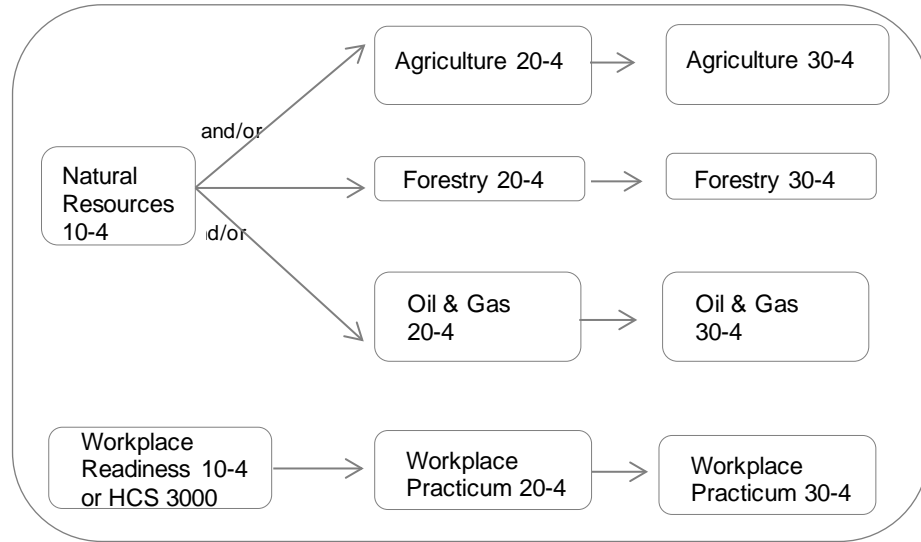 Agriculture 20-4
Agriculture 30-4
and/or
Natural
Resources
10-4
Forestry 20-4
Forestry 30-4
d/or
Oil & Gas
20-4
Oil & Gas
30-4
Workplace
Readiness 10-4
or HCS 3000
Workplace
Practicum 20-4
Workplace
Practicum 30-4